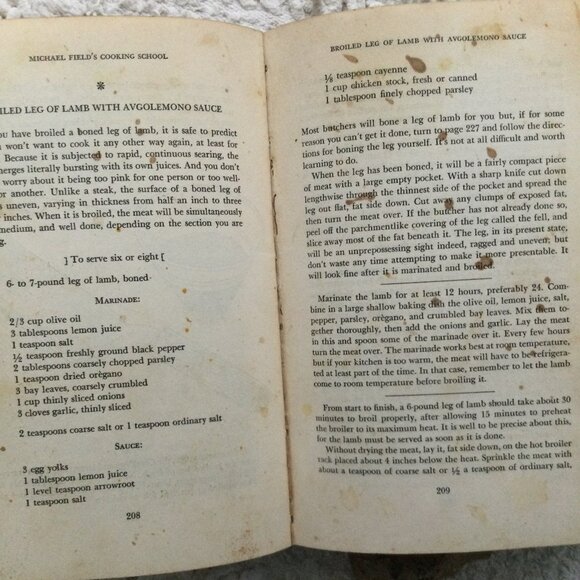 MICHAEL FIELD'S COOKING SCHOOL
*
ILED LEG OF LAMB WITH AVGOLEMONO SAUCE
ou have broiled a boned leg of lamb, it is safe to predict
won't want to cook it any other way again, at least for
Because it is subjected to rapid, continuous searing, the
merges literally bursting with its own juices. And you don't
worry about it being too pink for one person or too well-
or another. Unlike a steak, the surface of a boned leg of
s uneven, varying in thickness from half an inch to three
inches. When it is broiled, the meat will be simultaneously
medium, and well done, depending on the section you are
g.
] To serve six or eight [
6- to 7-pound leg of lamb, boned
MARINADE:
2/3 cup olive oil
3 tablespoons lemon juice
1 teaspoon salt
½ teaspoon freshly ground black pepper
2 tablespoons coarsely chopped parsley
1 teaspoon dried orégano
3 bay leaves, coarsely crumbled
1 cup thinly sliced onions
3 cloves garlic, thinly sliced
2 teaspoons coarse salt or 1 teaspoon ordinary salt
SAUCE:
3 egg yolks
1 tablespoon lemon juice
1 level teaspoon arrowroot
1 teaspoon salt
208
BROILED LEG OF LAMB WITH AVGOLEMONO SAUCE
⅛ teaspoon cayenne
1 cup chicken stock, fresh or canned
1 tablespoon finely chopped parsley
Most butchers will bone a leg of lamb for you but, if for some
reason you can't get it done, turn to page 227 and follow the direc-
tions for boning the leg yourself. It's not at all difficult and worth
learning to do.
When the leg has been boned, it will be a fairly compact piece
of meat with a large empty pocket. With a sharp knife cut down
lengthwise through the thinnest side of the pocket and spread the
leg out flat, fat side down. Cut away any clumps of exposed fat,
then turn the meat over. If the butcher has not already done so,
peel off the parchmentlike covering of the leg called the fell, and
slice away most of the fat beneath it. The leg, in its present state,
will be an unprepossessing sight indeed, ragged and uneven; but
don't waste any time attempting to make it more presentable. It
will look fine after it is marinated and broiled.
Marinate the lamb for at least 12 hours, preferably 24. Com-
bine in a large shallow baking dish the olive oil, lemon juice, salt,
pepper, parsley, orégano, and crumbled bay leaves. Mix them to-
gether thoroughly, then add the onions and garlic. Lay the meat
in this and spoon some of the marinade over it. Every few hours
turn the meat over. The marinade works best at room temperature,
but if your kitchen is too warm, the meat will have to be refrigera-
ted at least part of the time. In that case, remember to let the lamb
come to room temperature before broiling it.
From start to finish, a 6-pound leg of lamb should take about 30
minutes to broil properly, after allowing 15 minutes to preheat
the broiler to its maximum heat. It is well to be precise about this,
for the lamb must be served as soon as it is done.
Without drying the meat, lay it, fat side down, on the hot broiler
rack placed about 4 inches below the heat. Sprinkle the meat with
about a teaspoon of coarse salt or ½ a teaspoon of ordinary salt,
209